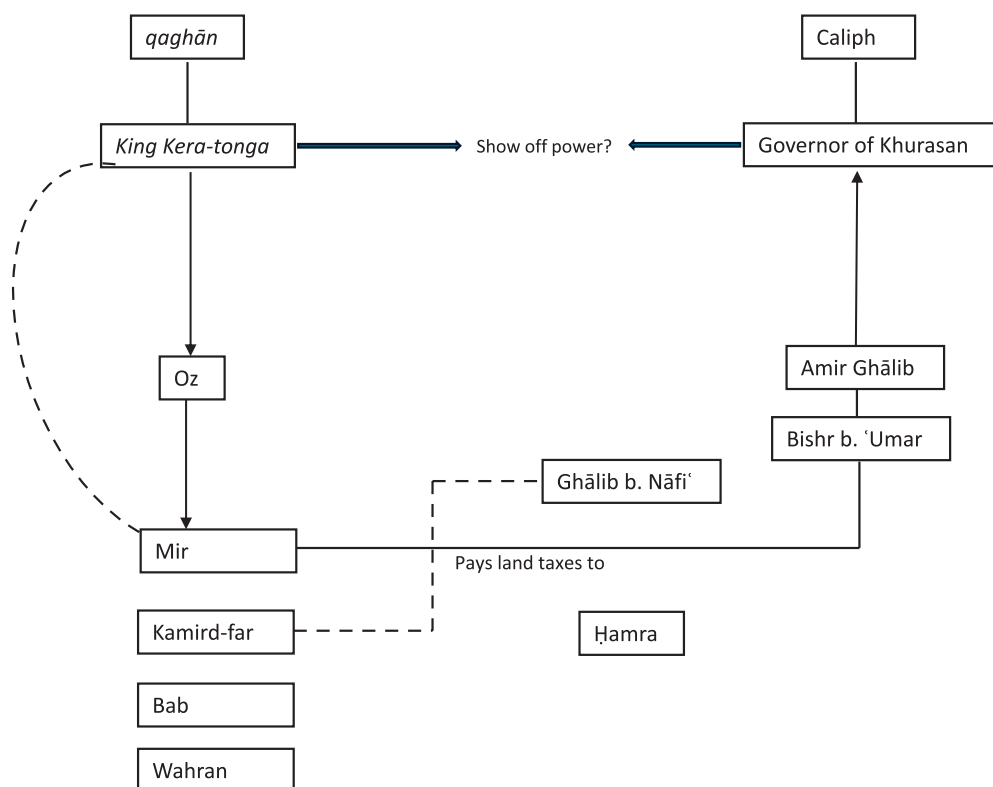 qaghān
Caliph
King Kera-tonga
Show off power?
Governor of Khurasan
Oz
Amir Ghālib
Bishr b. ʿUmar
Ghālib b. Nāfiʿ
Mir
Pays land taxes to
Kamird-far
Ḥamra
Bab
Wahran